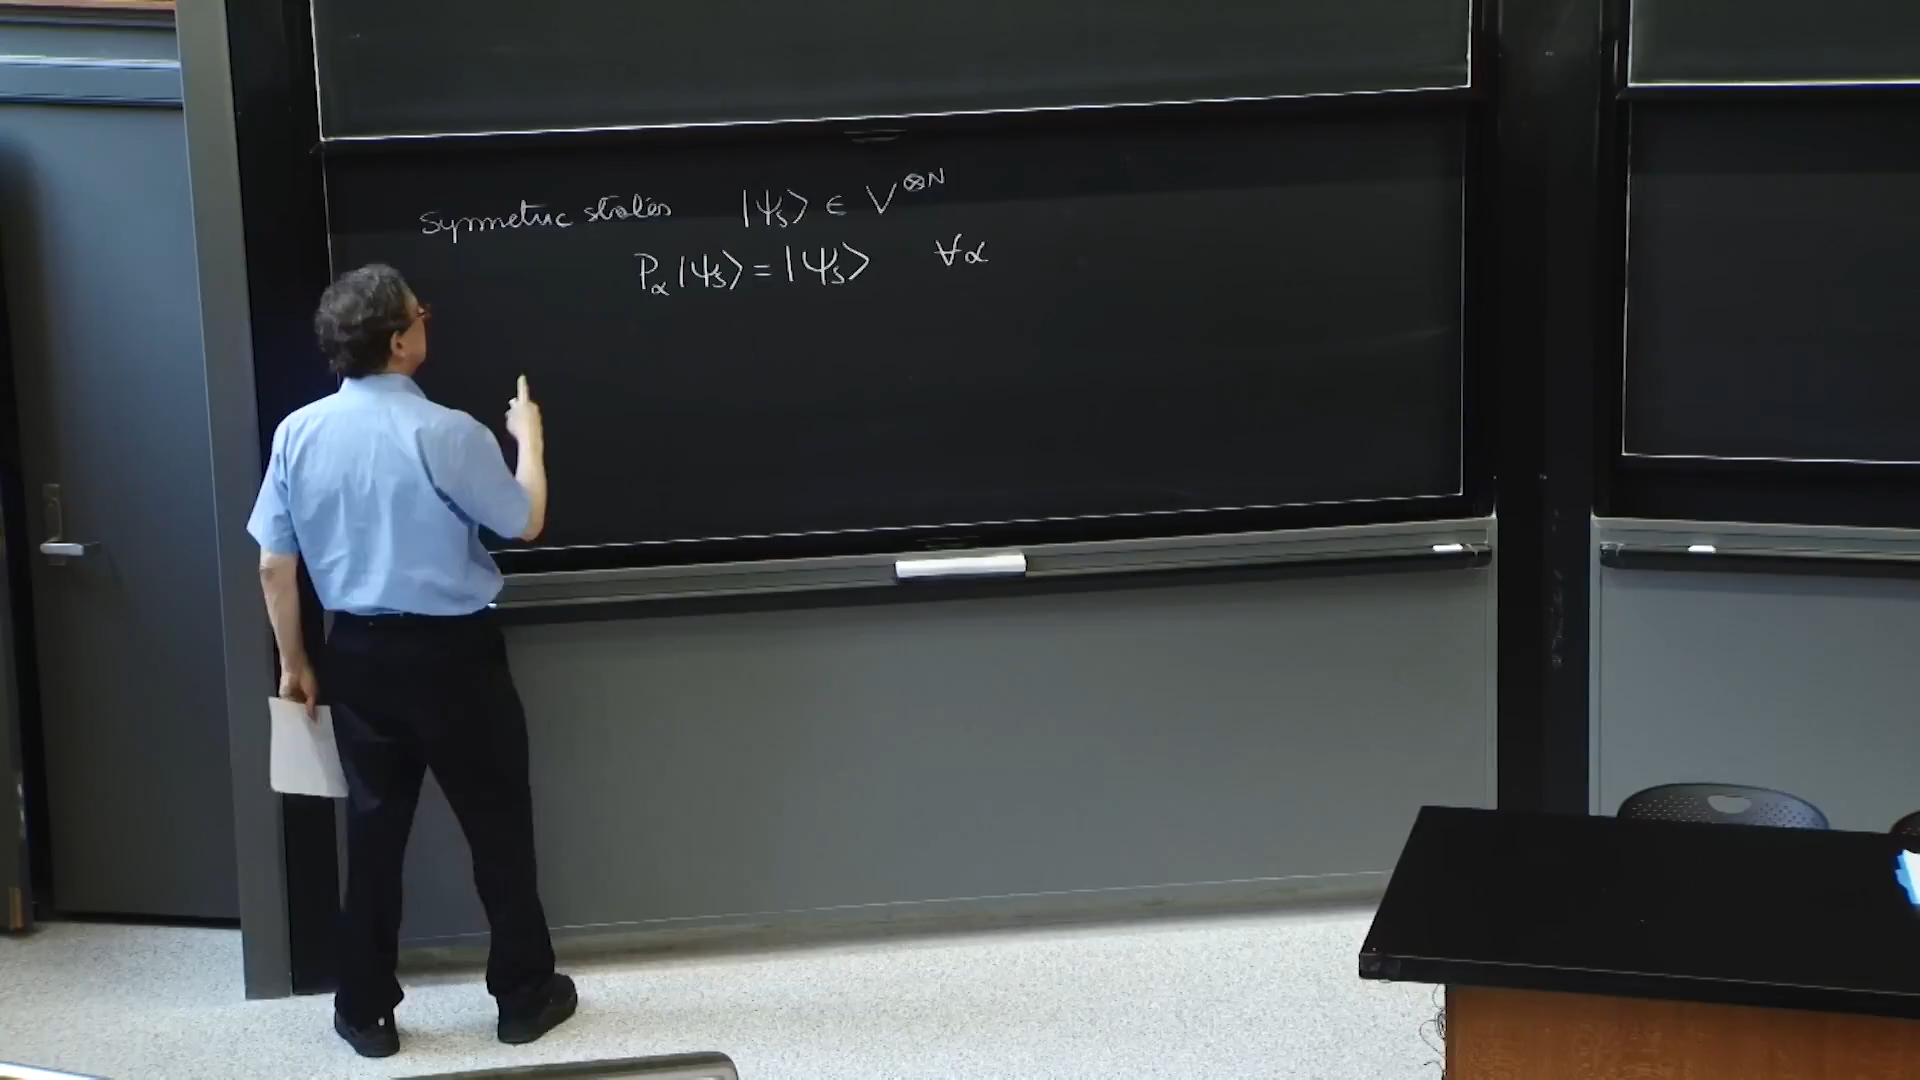 Symmetric states |ψ_S⟩ ∈ V^{⊗N}
P_α |ψ_S⟩ = |ψ_S⟩ ∀α